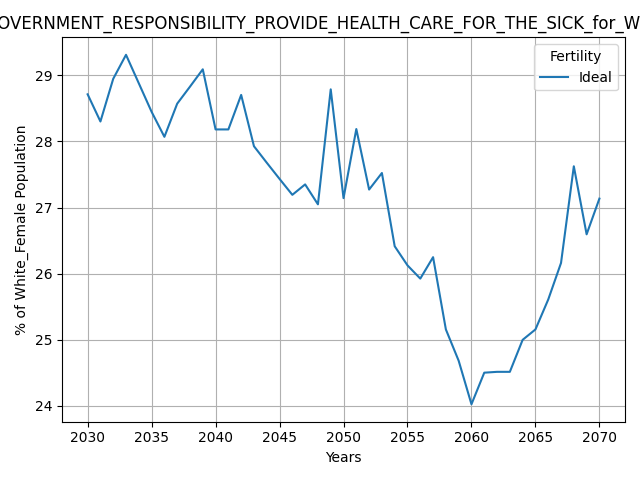 OVERNMENT_RESPONSIBILITY_PROVIDE_HEALTH_CARE_FOR_THE_SICK_for_W
Fertility
Ideal
% of White_Female Population
29
28
27
26
25
24
2030 2035 2040 2045 2050 2055 2060 2065 2070
Years